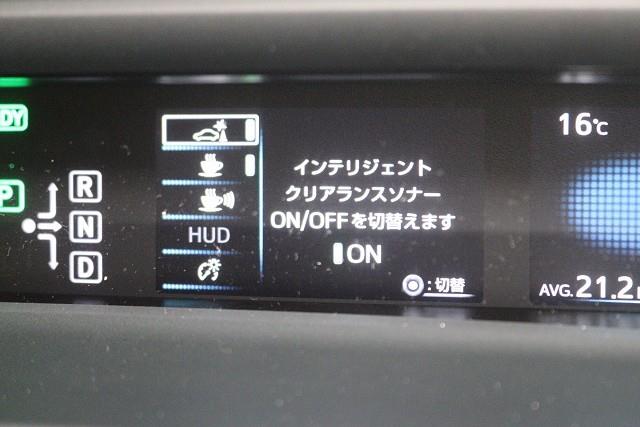 DY
P
R
N
D
HUD
インテリジェント
クリアランスソナー
ON/OFFを切替えます
ON
:切替
16℃
AVG.21.2